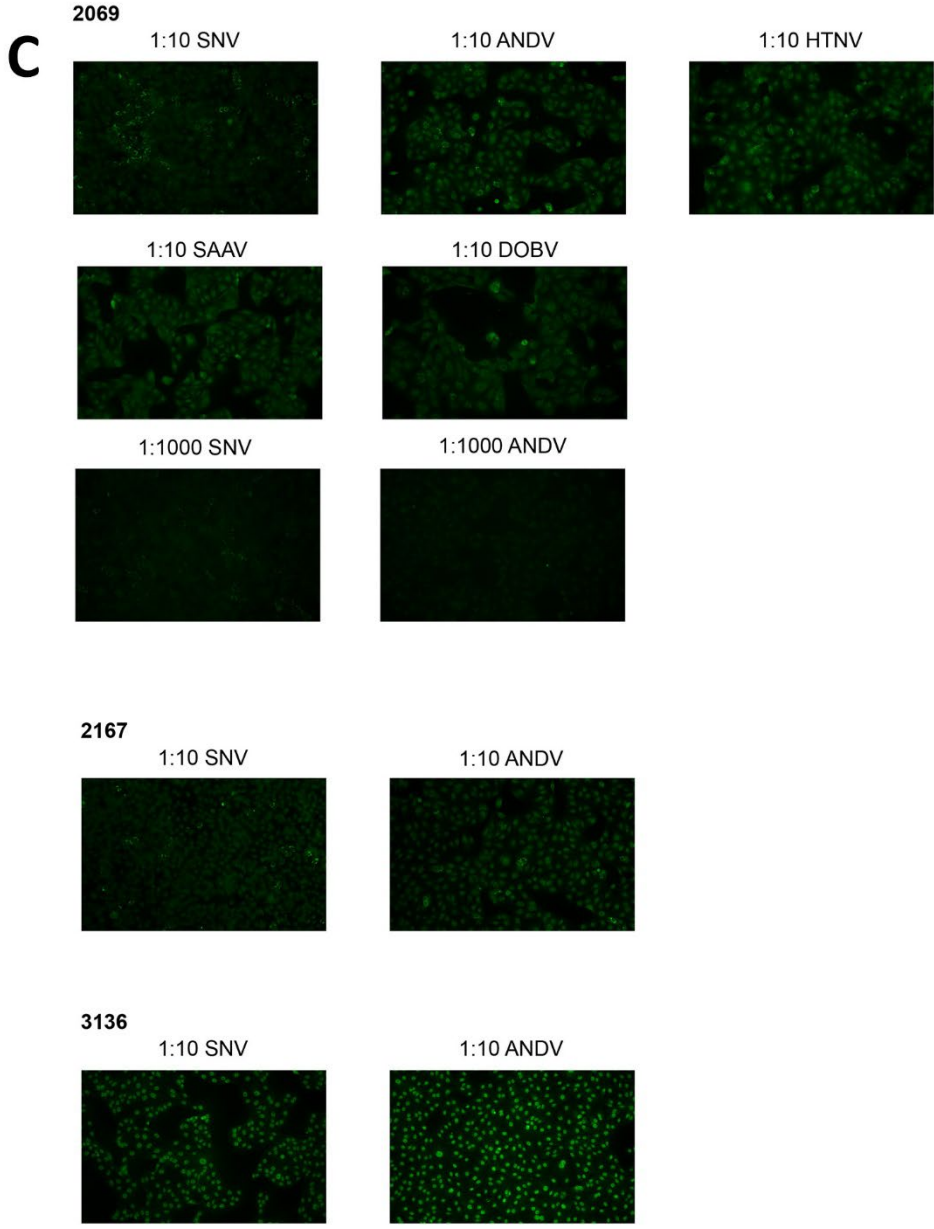 2069
C
1:10 SNV
1:10 ANDV
1:10 HTNV
1:10 SAAV
1:10 DOBV
1:1000 SNV
1:1000 ANDV
2167
1:10 SNV
1:10 ANDV
3136
1:10 SNV
1:10 ANDV